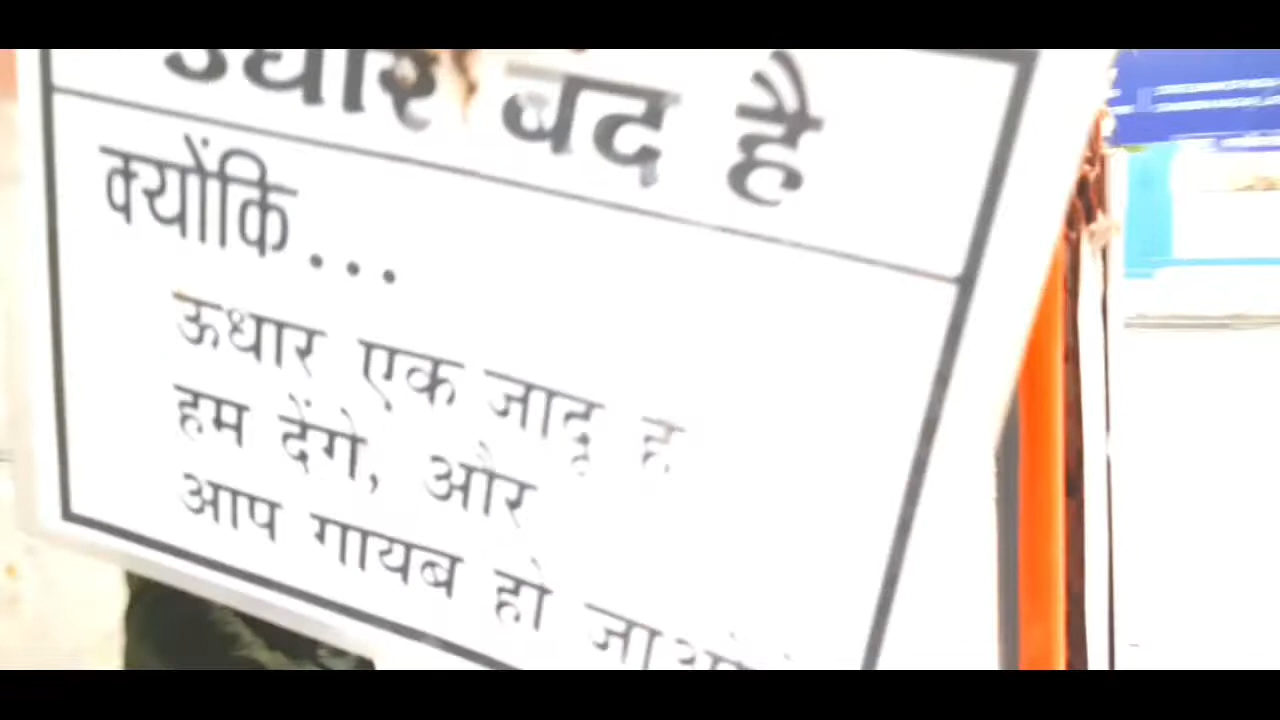 उधार बंद है
क्योंकि...
ऊधार एक जादू ह
हम देंगे, और
आप गायब हो